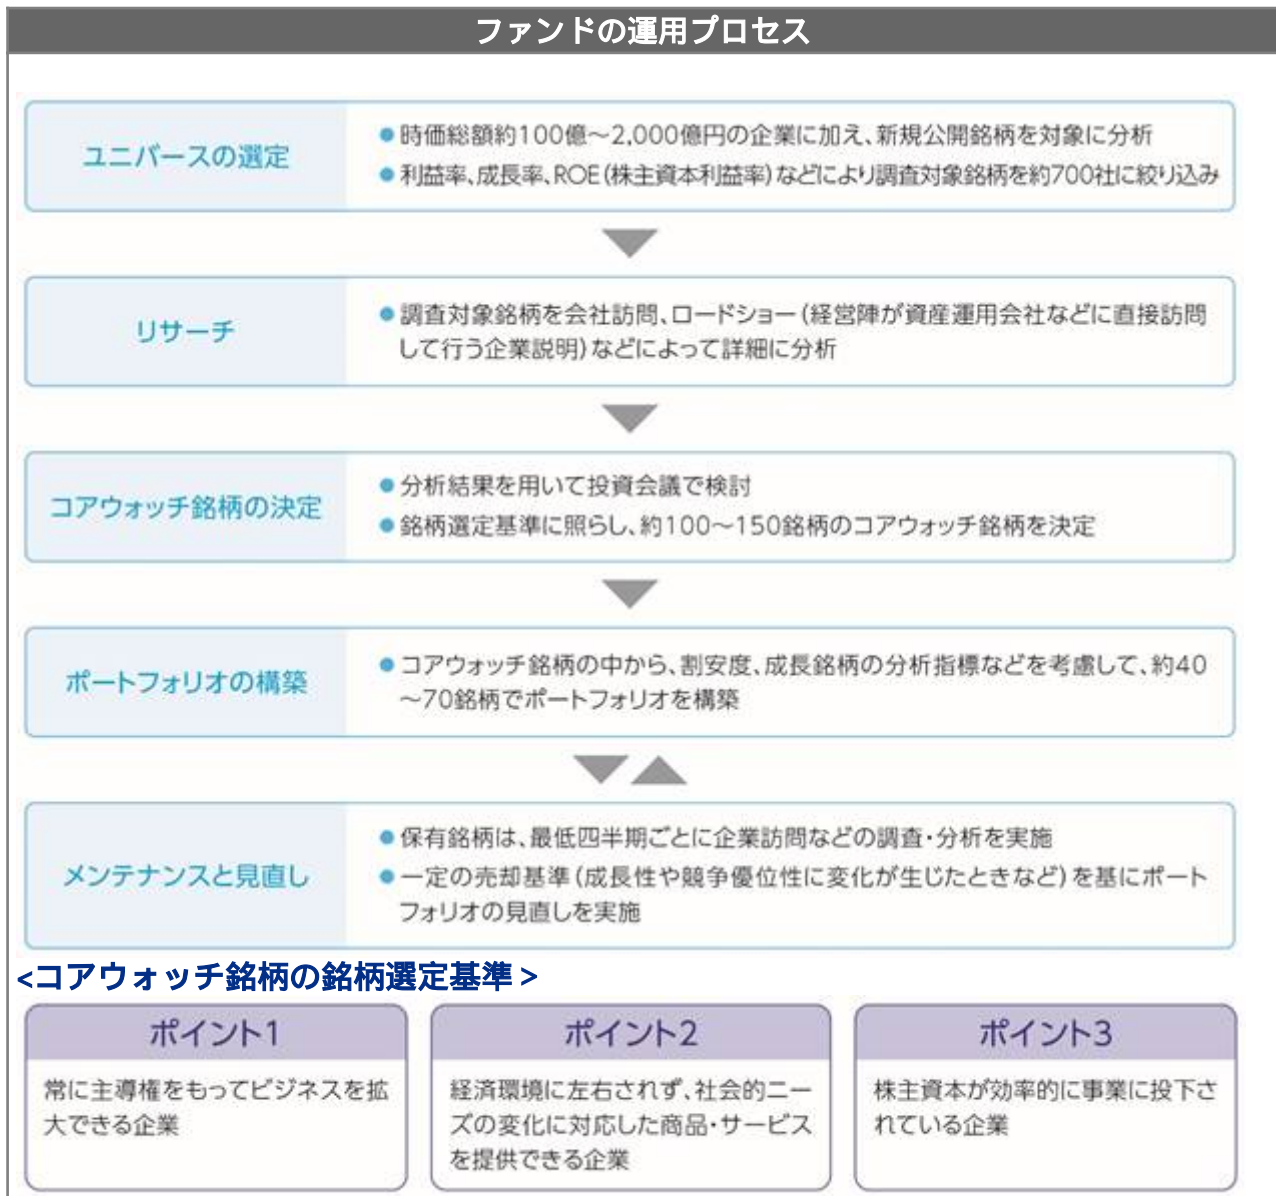 ファンドの運用プロセス
ユニバースの選定
●時価総額約100億～2,000億円の企業に加え、新規公開銘柄を対象に分析
●利益率、成長率、ROE(株主資本利益率)などにより調査対象銘柄を約700社に絞り込み
リサーチ
●調査対象銘柄を会社訪問、ロードショー(経営陣が資産運用会社などに直接訪問
して行う企業説明)などによって詳細に分析
コアウォッチ銘柄の決定
●分析結果を用いて投資会議で検討
●銘柄選定基準に照らし、約100～150銘柄のコアウォッチ銘柄を決定
ポートフォリオの構築
●コアウォッチ銘柄の中から、割安度、成長銘柄の分析指標などを考慮して、約40
～70銘柄でポートフォリオを構築
メンテナンスと見直し
●保有銘柄は、最低四半期ごとに企業訪問などの調査・分析を実施
●一定の売却基準(成長性や競争優位性に変化が生じたときなど)を基にポート
フォリオの見直しを実施
<コアウォッチ銘柄の銘柄選定基準>
ポイント1
常に主導権をもってビジネスを拡
大できる企業
ポイント2
経済環境に左右されず、社会的ニー
ズの変化に対応した商品・サービス
を提供できる企業
ポイント3
株主資本が効率的に事業に投下さ
れている企業